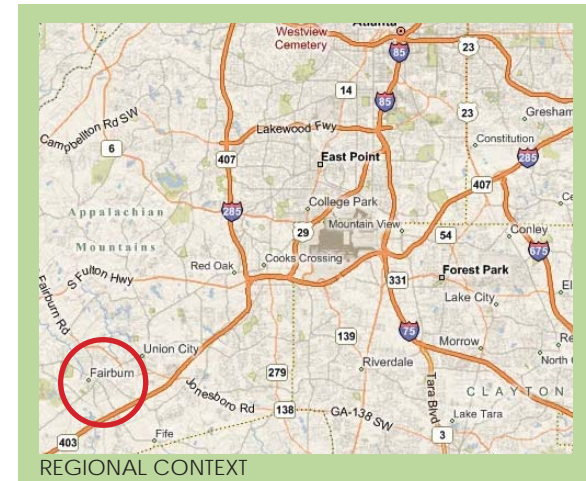 Atlanta
Westview
Cemetery
23
85
14
85
23
Gresham
Campbellton Rd SW
Lakewood Fwy
Constitution
6
407
East Point
285
407
College Park
Appalachian
285
Mountain View
29
54
Conley
Mountains
675
Cooks Crossing
Red Oak
S Fulton Hwy
331
Forest Park
Lake City
Fairburn Rd
75
139
Morrow
Union City
Riverdale
Fairburn
279
Jonesboro Rd
Tara Blvd
CLAYTON
138
GA-138 SW
Lake Tara
3
403
Fife
REGIONAL CONTEXT